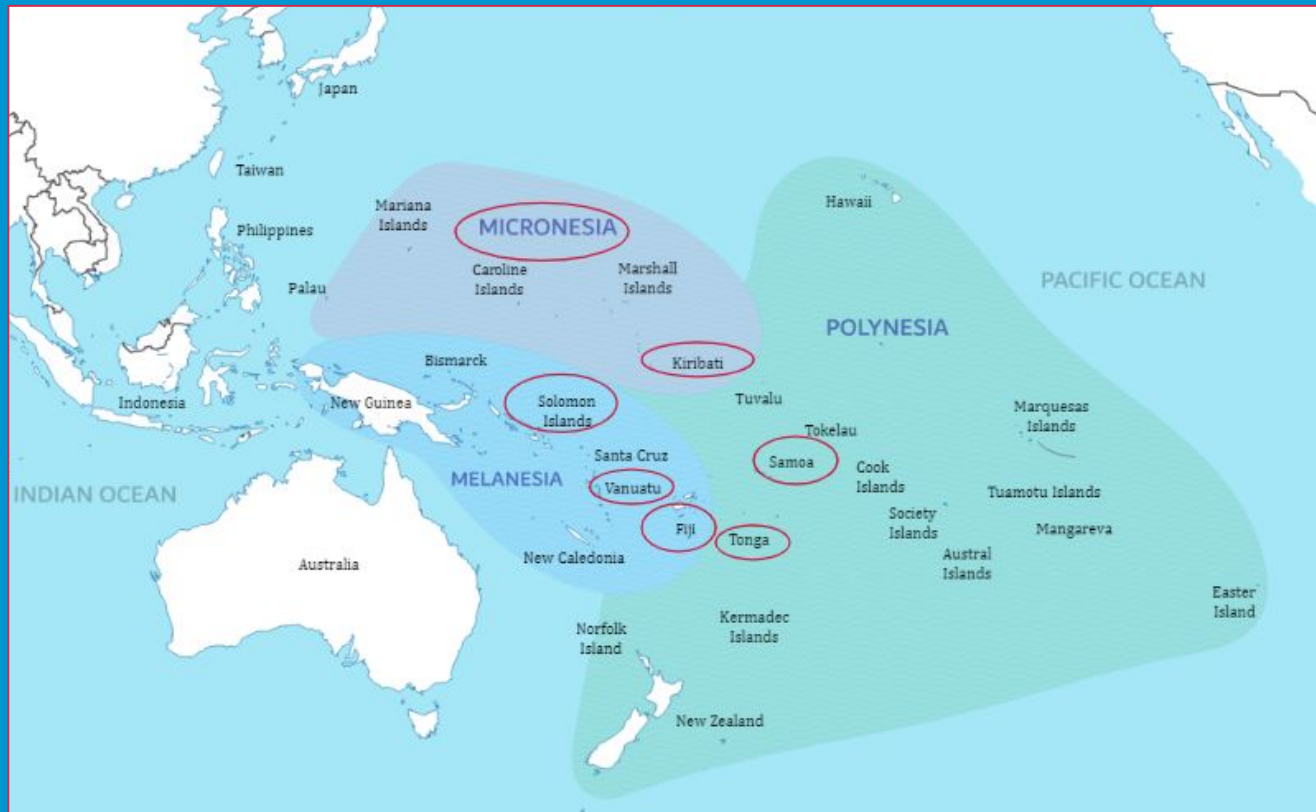 Japan
Taiwan
Hawaii
Mariana
Islands
MICRONESIA
Philippines
Caroline
Islands
Marshall
Islands
Palau
PACIFIC OCEAN
POLYNESIA
Bismarck
Kiribati
Indonesia
New Guinea
Solomon
Islands
Tuvalu
Marquesas
Islands
Tokelau
Santa Cruz
Samoa
Cook
Islands
MELANESIA
Vanuatu
INDIAN OCEAN
Tuamotu Islands
Society
Islands
Mangareva
Fiji
Tonga
New Caledonia
Austral
Islands
Australia
Easter
Island
Kermadec
Islands
Norfolk
Island
New Zealand